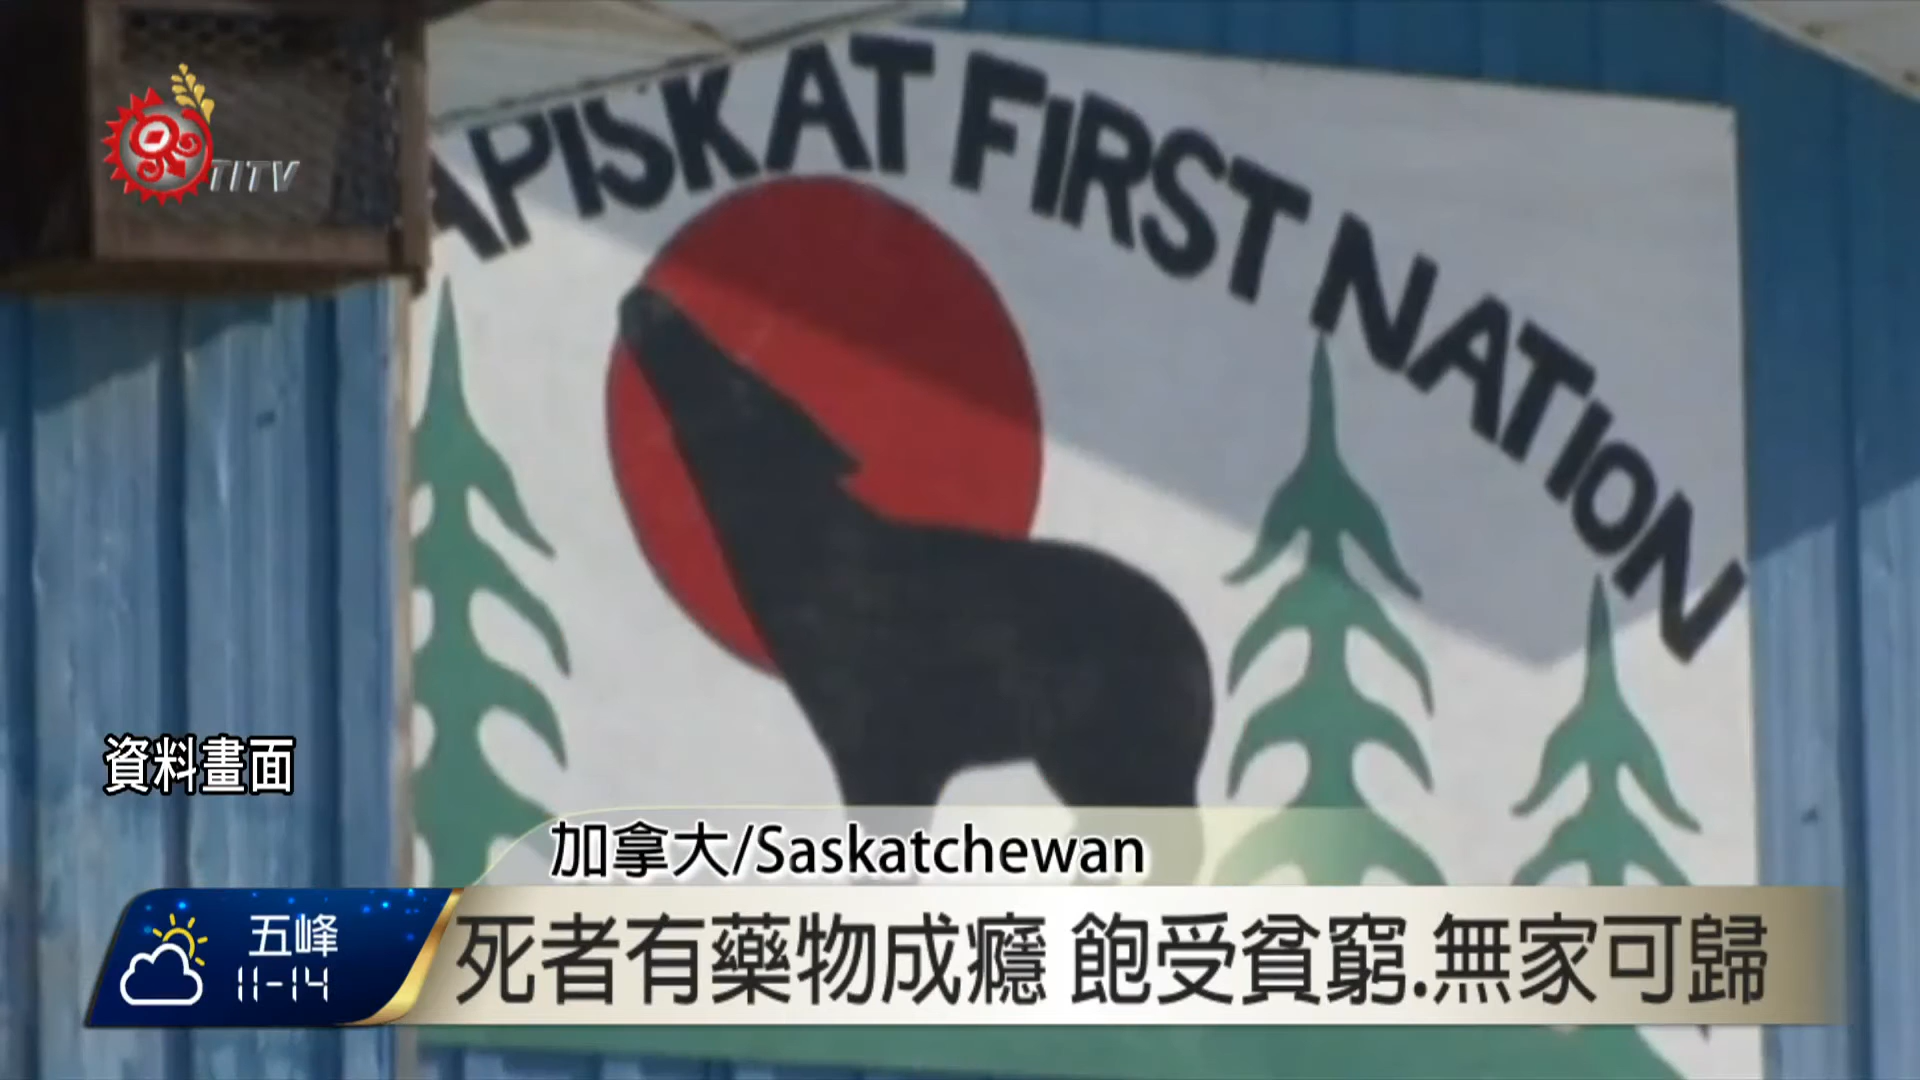 TITV
APISKAT FIRST NATION
資料畫面
加拿大/Saskatchewan
五峰
11-14
死者有藥物成癮 飽受貧窮.無家可歸